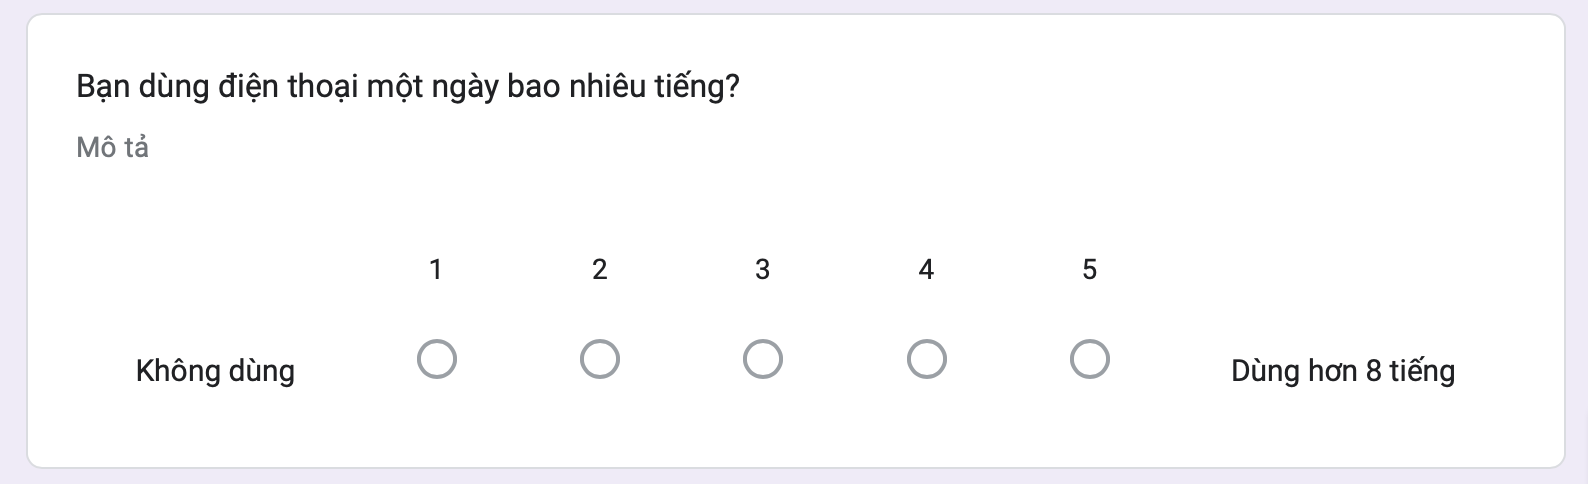 Bạn dùng điện thoại một ngày bao nhiêu tiếng?
Mô tả
1 2 3 4 5
Không dùng Dùng hơn 8 tiếng